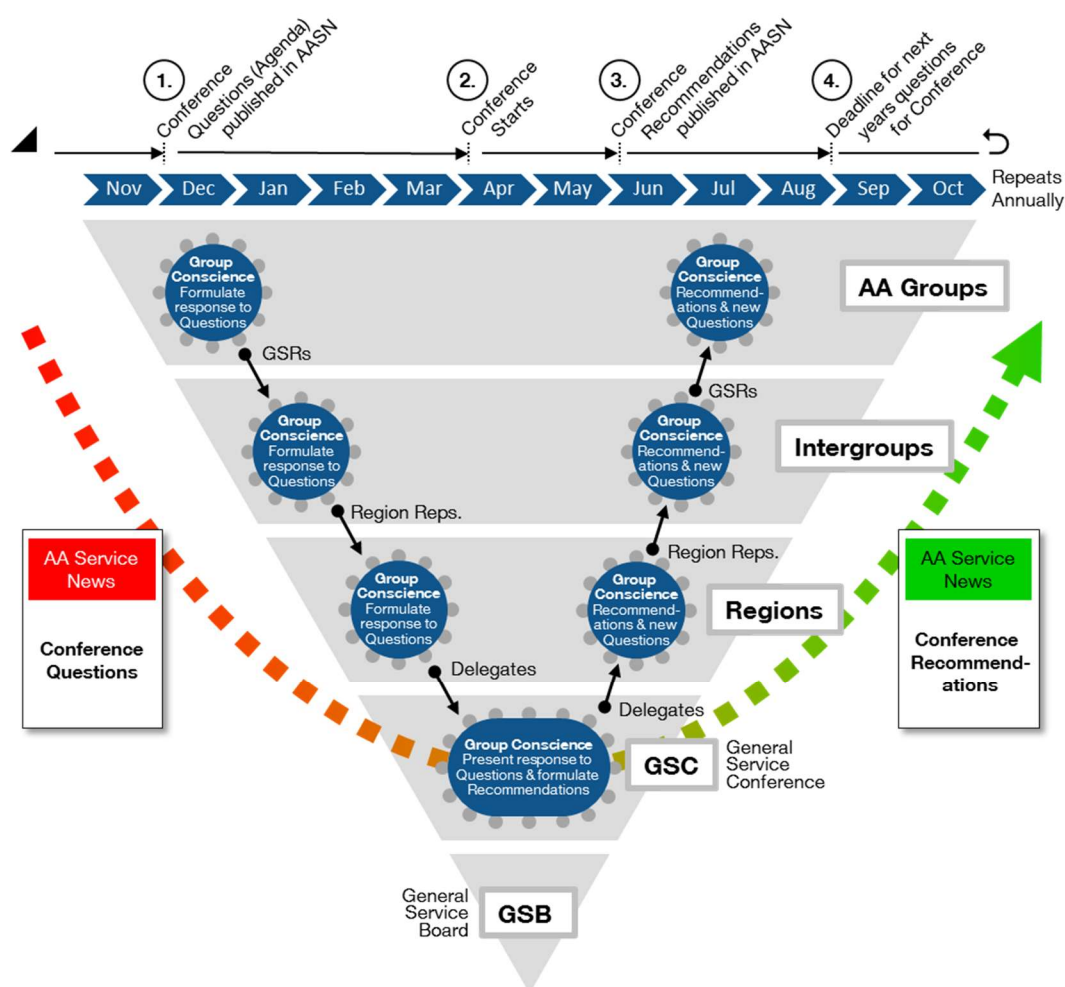 1.
Conference
Questions (Agenda)
published in AASN
2.
Conference
Starts
3.
Conference
Recommendations
published in AASN
4.
Deadline for next
years questions
for Conference
Nov
Dec
Jan
Feb
Mar
Apr
May
Jun
Jul
Aug
Sep
Oct
Repeats
Annually
Group
Conscience
Formulate
response to
Questions
Group
Conscience
Recommend-
ations & new
Questions
AA Groups
GSRs
GSRs
Group
Conscience
Formulate
response to
Questions
Group
Conscience
Recommend-
ations & new
Questions
Intergroups
Region Reps.
Region Reps.
AA Service
News
Conference
Questions
Group
Conscience
Formulate
response to
Questions
Group
Conscience
Recommend-
ations & new
Questions
Regions
AA Service
News
Conference
Recommend-
ations
Delegates
Delegates
Group Conscience
Present response to
Questions & formulate
Recommendations
GSC
General
Service
Conference
General
Service
Board
GSB